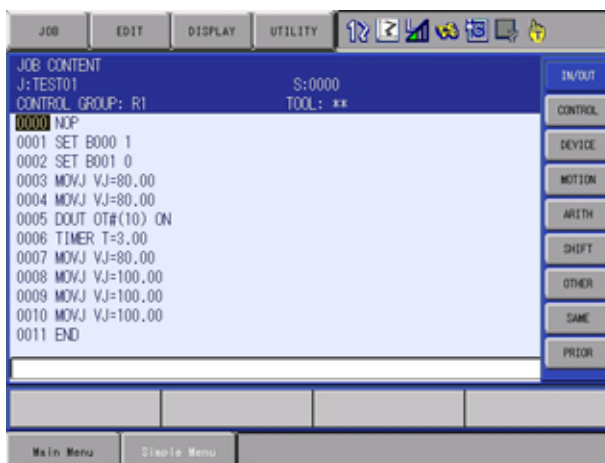 JOB EDIT DISPLAY UTILITY
JOB CONTENT
J:TEST01 S:0000
CONTROL GROUP: R1 TOOL: **
0000 NOP
0001 SET B000 1
0002 SET B001 0
0003 MOVJ VJ=80.00
0004 MOVJ VJ=80.00
0005 DOUT OT#(10) ON
0006 TIMER T=3.00
0007 MOVJ VJ=80.00
0008 MOVJ VJ=100.00
0009 MOVJ VJ=100.00
0010 MOVJ VJ=100.00
0011 END
IN/OUT
CONTROL
DEVICE
MOTION
ARITH
SHIFT
OTHER
SAME
PRIOR
Main Menu Simple Menu